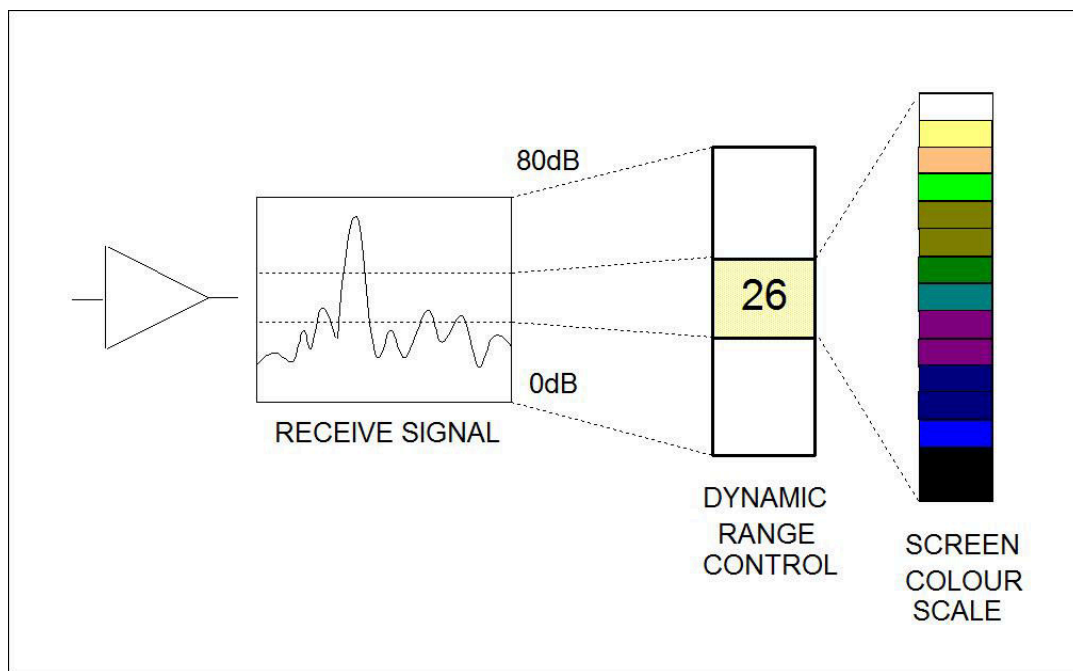 80dB
26
0dB
RECEIVE SIGNAL
DYNAMIC
RANGE
CONTROL
SCREEN
COLOUR
SCALE